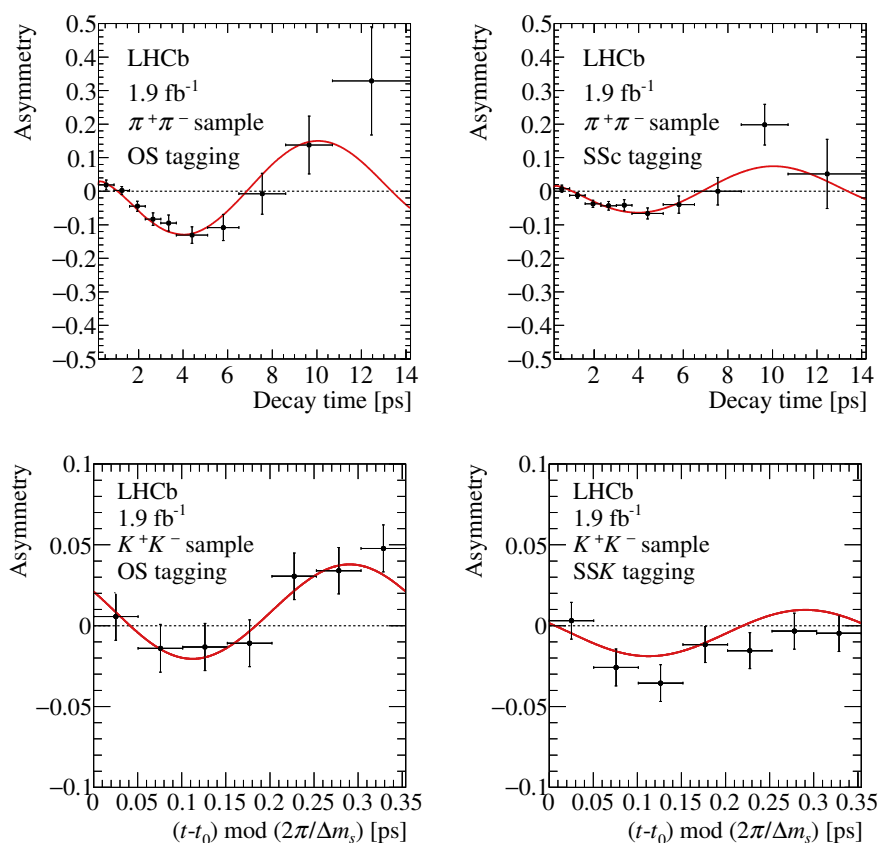 Asymmetry
0.5
0.4
0.3
0.2
0.1
0
−0.1
−0.2
−0.3
−0.4
−0.5
LHCb
1.9 fb⁻¹
π⁺π⁻ sample
OS tagging
2 4 6 8 10 12 14
Decay time [ps]
Asymmetry
0.5
0.4
0.3
0.2
0.1
0
−0.1
−0.2
−0.3
−0.4
−0.5
LHCb
1.9 fb⁻¹
π⁺π⁻ sample
SSc tagging
2 4 6 8 10 12 14
Decay time [ps]
Asymmetry
0.1
0.05
0
−0.05
−0.1
LHCb
1.9 fb⁻¹
K⁺K⁻ sample
OS tagging
0 0.05 0.1 0.15 0.2 0.25 0.3 0.35
(t-t₀) mod (2π/Δmₛ) [ps]
Asymmetry
0.1
0.05
0
−0.05
−0.1
LHCb
1.9 fb⁻¹
K⁺K⁻ sample
SSK tagging
0 0.05 0.1 0.15 0.2 0.25 0.3 0.35
(t-t₀) mod (2π/Δmₛ) [ps]